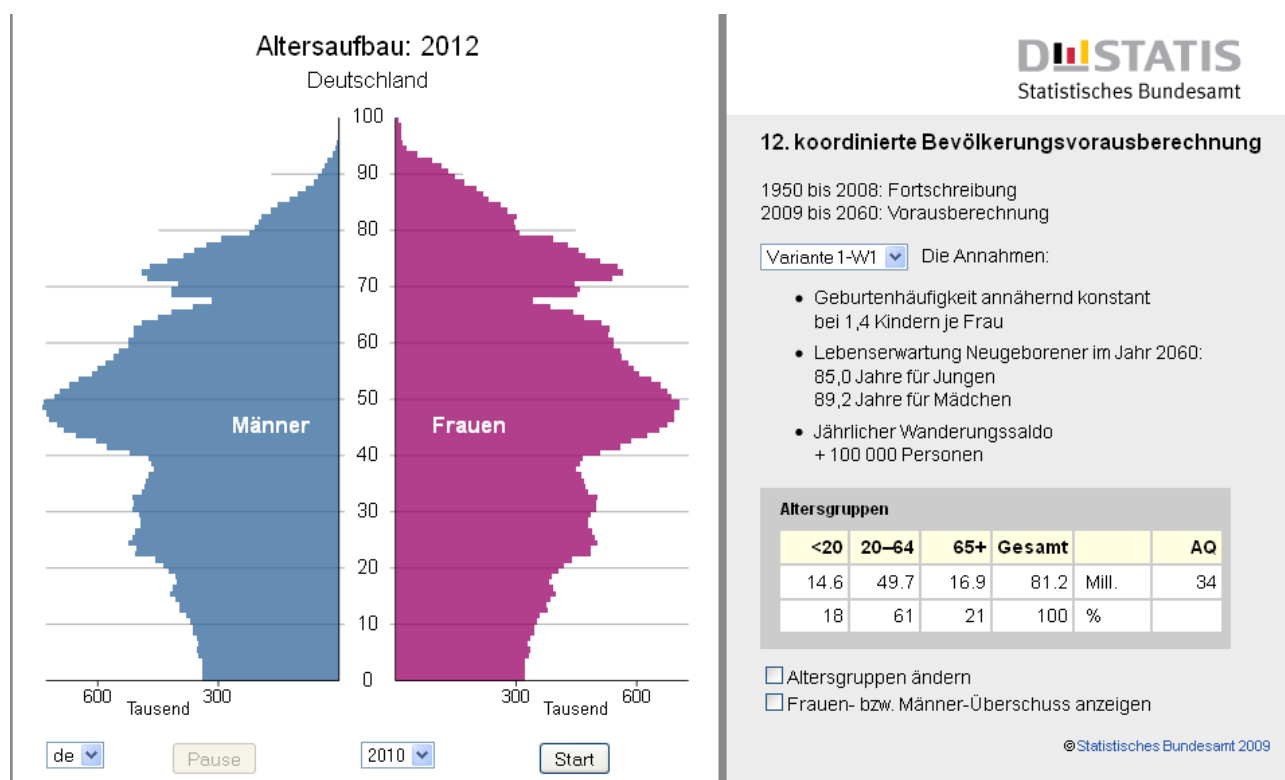 Altersaufbau: 2012
Deutschland
100
90
80
70
60
50
40
30
20
10
0
Männer
Frauen
600
300
Tausend
300
600
Tausend
de
Pause
2010
Start
DESTATIS
Statistisches Bundesamt
12. koordinierte Bevölkerungsvorausberechnung
1950 bis 2008: Fortschreibung
2009 bis 2060: Vorausberechnung
Variante 1-W1 Die Annahmen:
• Geburtenhäufigkeit annähernd konstant
bei 1,4 Kindern je Frau
• Lebenserwartung Neugeborener im Jahr 2060:
85,0 Jahre für Jungen
89,2 Jahre für Mädchen
• Jährlicher Wanderungssaldo
+ 100 000 Personen
Altersgruppen
<20 20–64 65+ Gesamt AQ
14.6 49.7 16.9 81.2 Mill. 34
18 61 21 100 %
Altersgruppen ändern
Frauen- bzw. Männer-Überschuss anzeigen
© Statistisches Bundesamt 2009